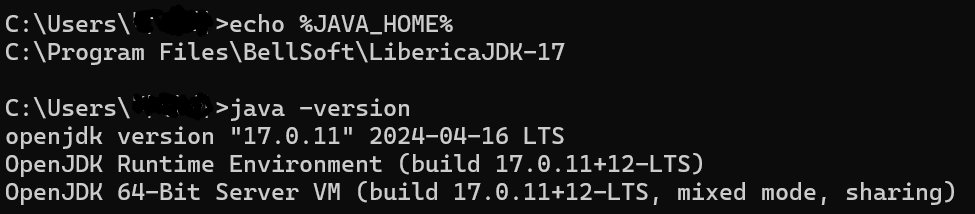 C:\Users\>echo %JAVA_HOME%
C:\Program Files\BellSoft\LibericaJDK-17
C:\Users\>java -version
openjdk version "17.0.11" 2024-04-16 LTS
OpenJDK Runtime Environment (build 17.0.11+12-LTS)
OpenJDK 64-Bit Server VM (build 17.0.11+12-LTS, mixed mode, sharing)